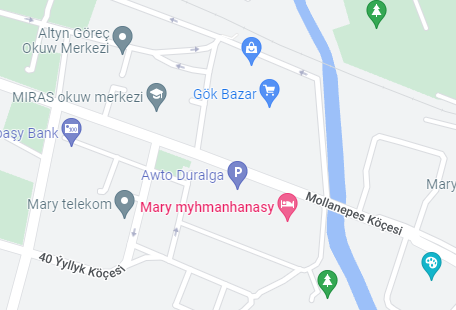 Altyn Göreç
Okuw Merkezi
MIRAS okuw merkezi
Gök Bazar
başy Bank
Awto Duralga
P
Mary
Mary telekom
Mary myhmanhanasy
Mollanepes Köçesi
40 Ýyllyk Köçesi